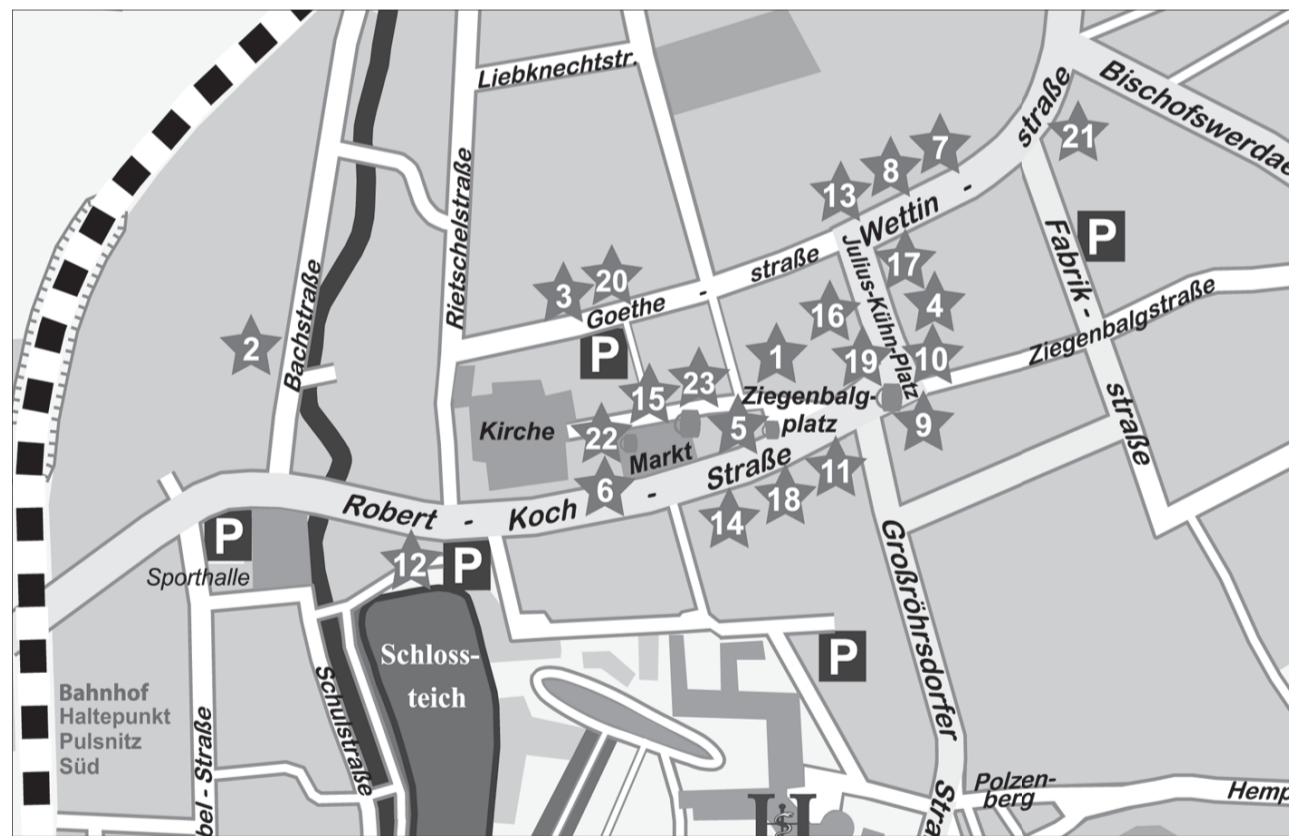 Liebknechtstr.
Bischofswerdae
straße
21
7
8
13
Wettin -
P
Rietschelstraße
Julius-Kühn-Platz
17
Fabrik -
straße
20
3
straße
Goethe -
4
16
Ziegenbalgstraße
Bachstraße
2
P
1
19
10
23
15
Ziegenbalg-
platz
Kirche
22
5
9
Markt
11
Straße
6
18
14
Robert - Koch -
P
Sporthalle
12
P
Großröhrsdorfer
Stra
Schloss-
teich
P
Schulstraße
Bahnhof
Haltepunkt
Pulsnitz
Süd
bel - Straße
Polzen-
berg
Hemp